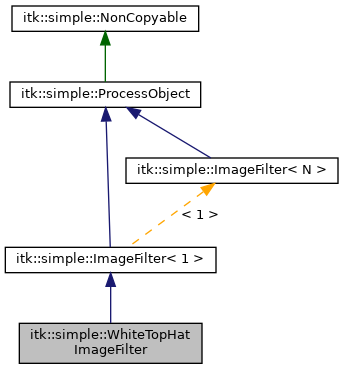 itk::simple::NonCopyable
itk::simple::ProcessObject
itk::simple::ImageFilter< N >
< 1 >
itk::simple::ImageFilter< 1 >
itk::simple::WhiteTopHat
ImageFilter